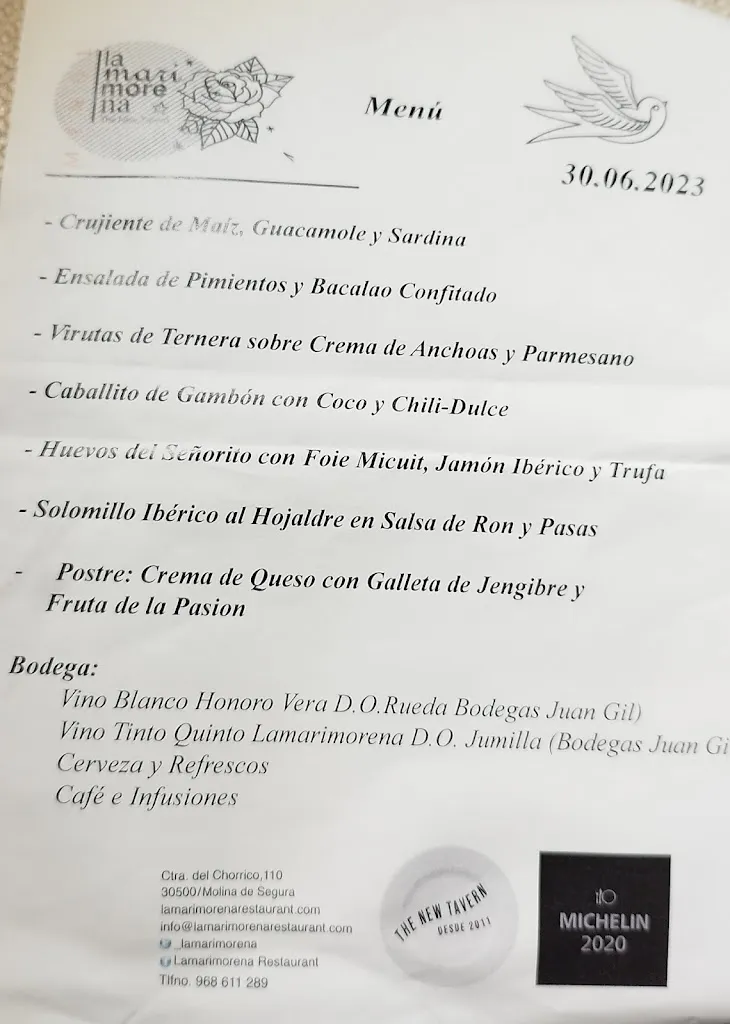 la
mari
more
na
The New Tavern
Menú
30.06.2023
- Crujiente de Maíz, Guacamole y Sardina
- Ensalada de Pimientos y Bacalao Confitado
- Virutas de Ternera sobre Crema de Anchoas y Parmesano
- Caballito de Gambón con Coco y Chili-Dulce
- Huevos del Señorito con Foie Micuit, Jamón Ibérico y Trufa
- Solomillo Ibérico al Hojaldre en Salsa de Ron y Pasas
- Postre: Crema de Queso con Galleta de Jengibre y
Fruta de la Pasion
Bodega:
Vino Blanco Honoro Vera D.O.Rueda Bodegas Juan Gil)
Vino Tinto Quinto Lamarimorena D.O. Jumilla (Bodegas Juan Gi
Cerveza y Refrescos
Café e Infusiones
Ctra. del Chorrico,110
30500/Molina de Segura
lamarimorenarestaurant.com
info@lamarimorenarestaurant.com
_lamarimorena
Lamarimorena Restaurant
Tlfno. 968 611 289
THE NEW TAVERN
DESDE 2011
MICHELIN
2020